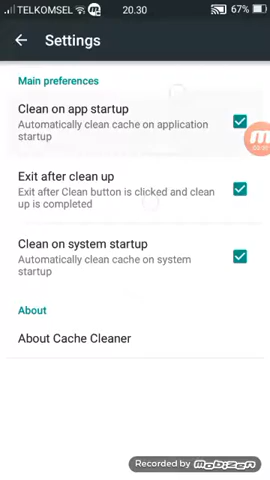 TELKOMSEL 20.30 67%
Settings
Main preferences
Clean on app startup
Automatically clean cache on application
startup
Exit after clean up
Exit after Clean button is clicked and clean
up is completed
Clean on system startup
Automatically clean cache on system
startup
About
About Cache Cleaner
Recorded by mobizen